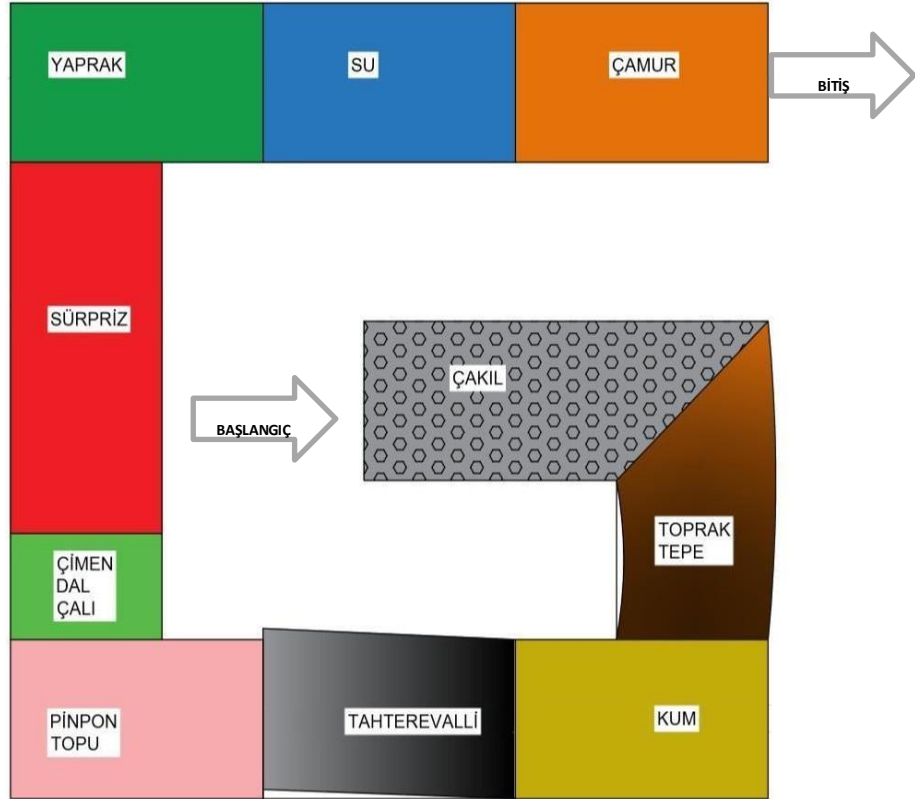 YAPRAK
SU
ÇAMUR
BİTİŞ
SÜRPRİZ
ÇAKIL
BAŞLANGIÇ
TOPRAK
TEPE
ÇİMEN
DAL
ÇALI
PİNPON
TOPU
TAHTEREVALLİ
KUM